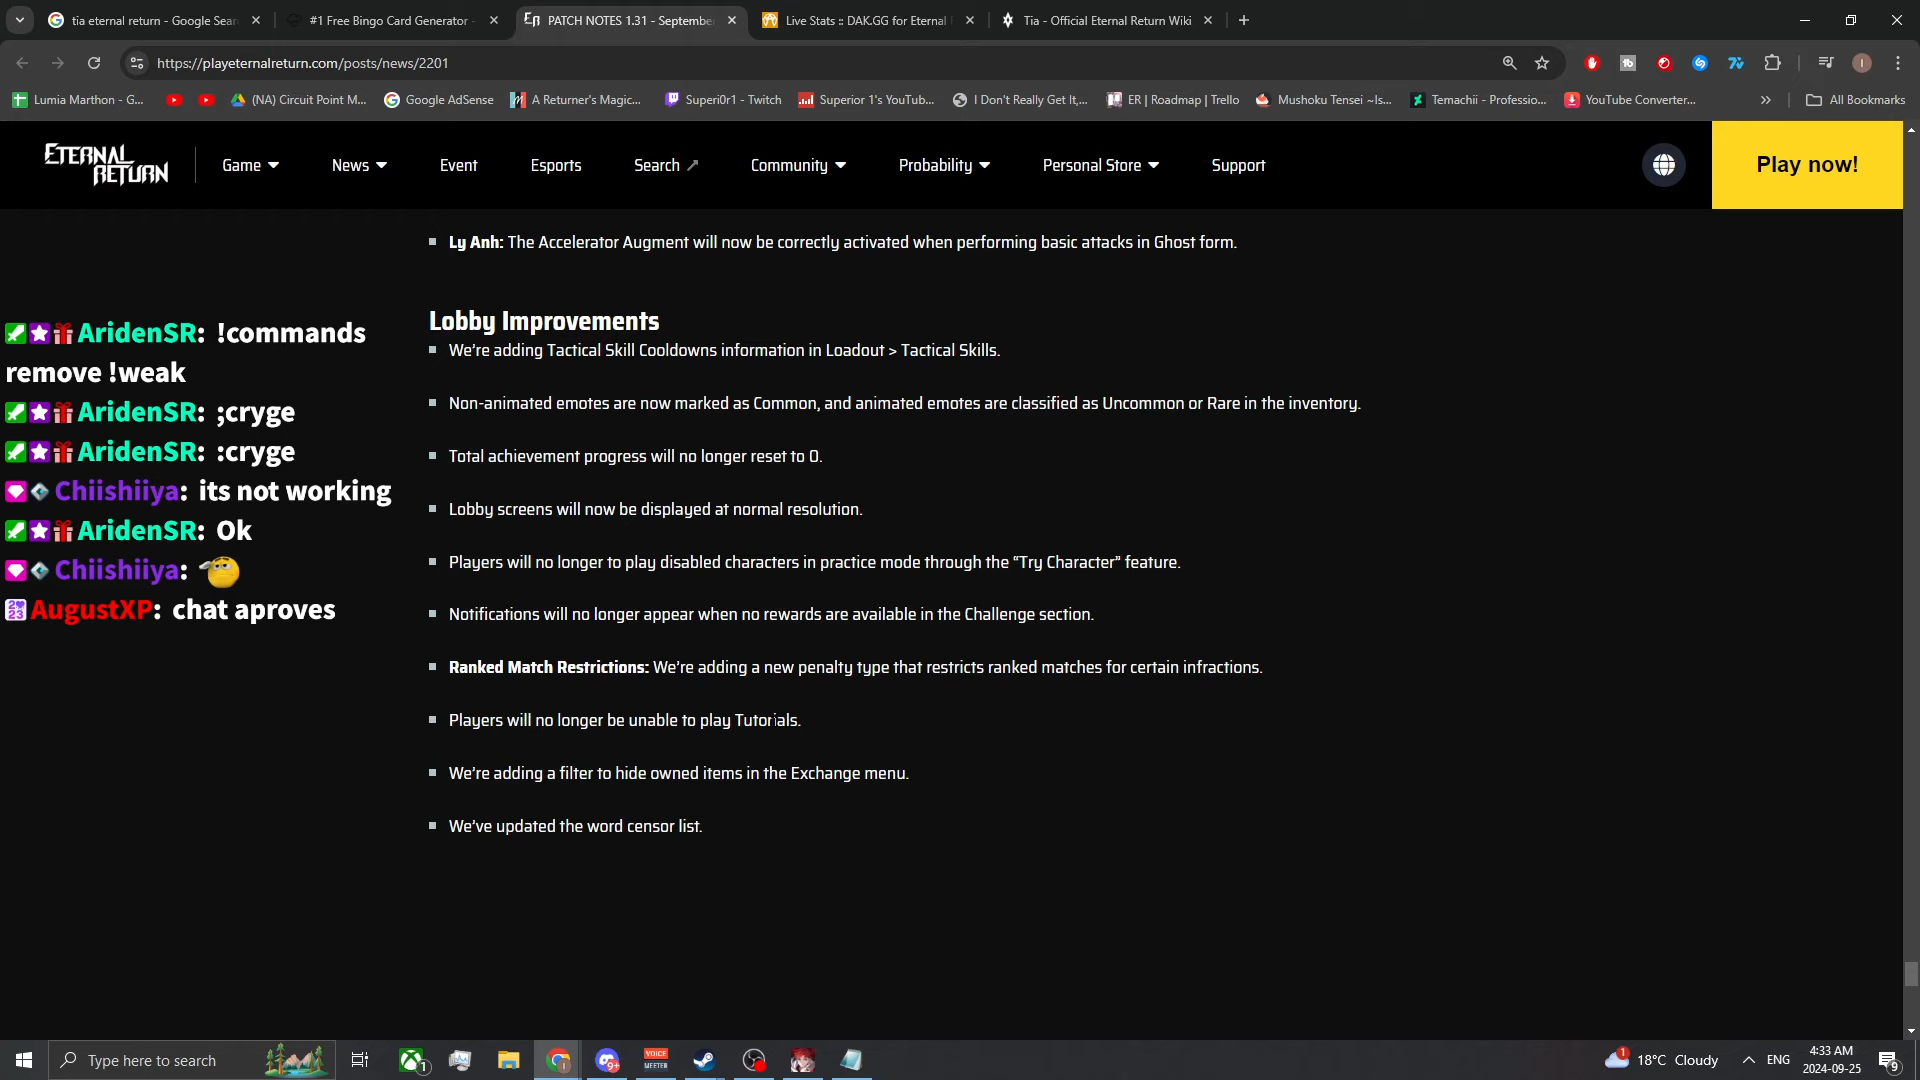 tia eternal return - Google Sear
#1 Free Bingo Card Generator -
PATCH NOTES 1.31 - September
Live Stats :: DAK.GG for Eternal
Tia - Official Eternal Return Wiki
https://playeternalreturn.com/posts/news/2201
Lumia Marthon - G...
(NA) Circuit Point M...
Google AdSense
A Returner's Magic...
Superi0r1 - Twitch
Superior 1's YouTub...
I Don't Really Get It,...
ER | Roadmap | Trello
Mushoku Tensei ~Is...
Temachii - Professio...
YouTube Converter...
All Bookmarks
ETERNAL RETURN
Game
News
Event
Esports
Search
Community
Probability
Personal Store
Support
Play now!
Ly Anh: The Accelerator Augment will now be correctly activated when performing basic attacks in Ghost form.
Lobby Improvements
We're adding Tactical Skill Cooldowns information in Loadout > Tactical Skills.
Non-animated emotes are now marked as Common, and animated emotes are classified as Uncommon or Rare in the inventory.
Total achievement progress will no longer reset to 0.
Lobby screens will now be displayed at normal resolution.
Players will no longer to play disabled characters in practice mode through the “Try Character” feature.
Notifications will no longer appear when no rewards are available in the Challenge section.
Ranked Match Restrictions: We're adding a new penalty type that restricts ranked matches for certain infractions.
Players will no longer be unable to play Tutorials.
We're adding a filter to hide owned items in the Exchange menu.
We've updated the word censor list.
AridenSR: !commands
remove !weak
AridenSR: ;cryge
AridenSR: :cryge
Chiishiiya: its not working
AridenSR: Ok
Chiishiiya:
AugustXP: chat aproves
Type here to search
VOICE
MEETER
18°C Cloudy
ENG
4:33 AM
2024-09-25